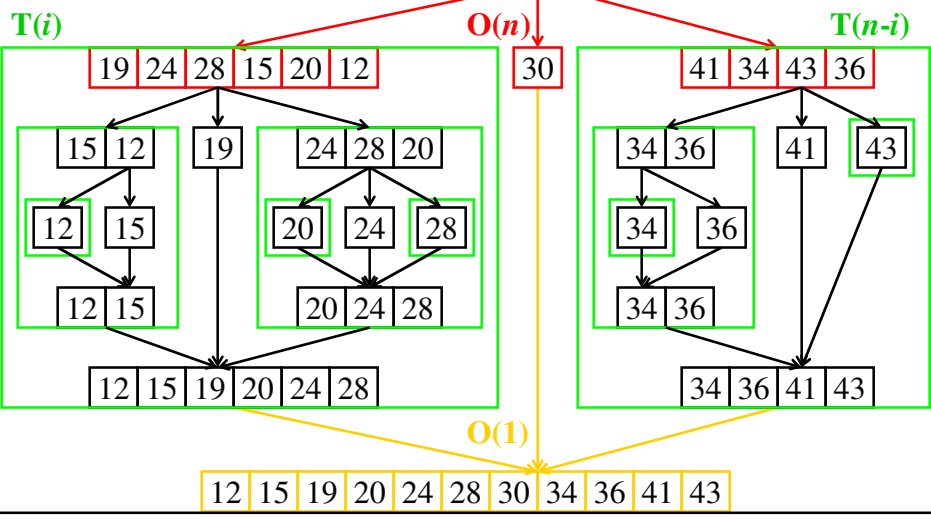 T(i) O(n) T(n-i)
19 24 28 15 20 12 30 41 34 43 36
15 12 19 24 28 20 34 36 41 43
12 15 20 24 28 34 36
12 15 20 24 28 34 36
12 15 19 20 24 28 34 36 41 43
O(1)
12 15 19 20 24 28 30 34 36 41 43